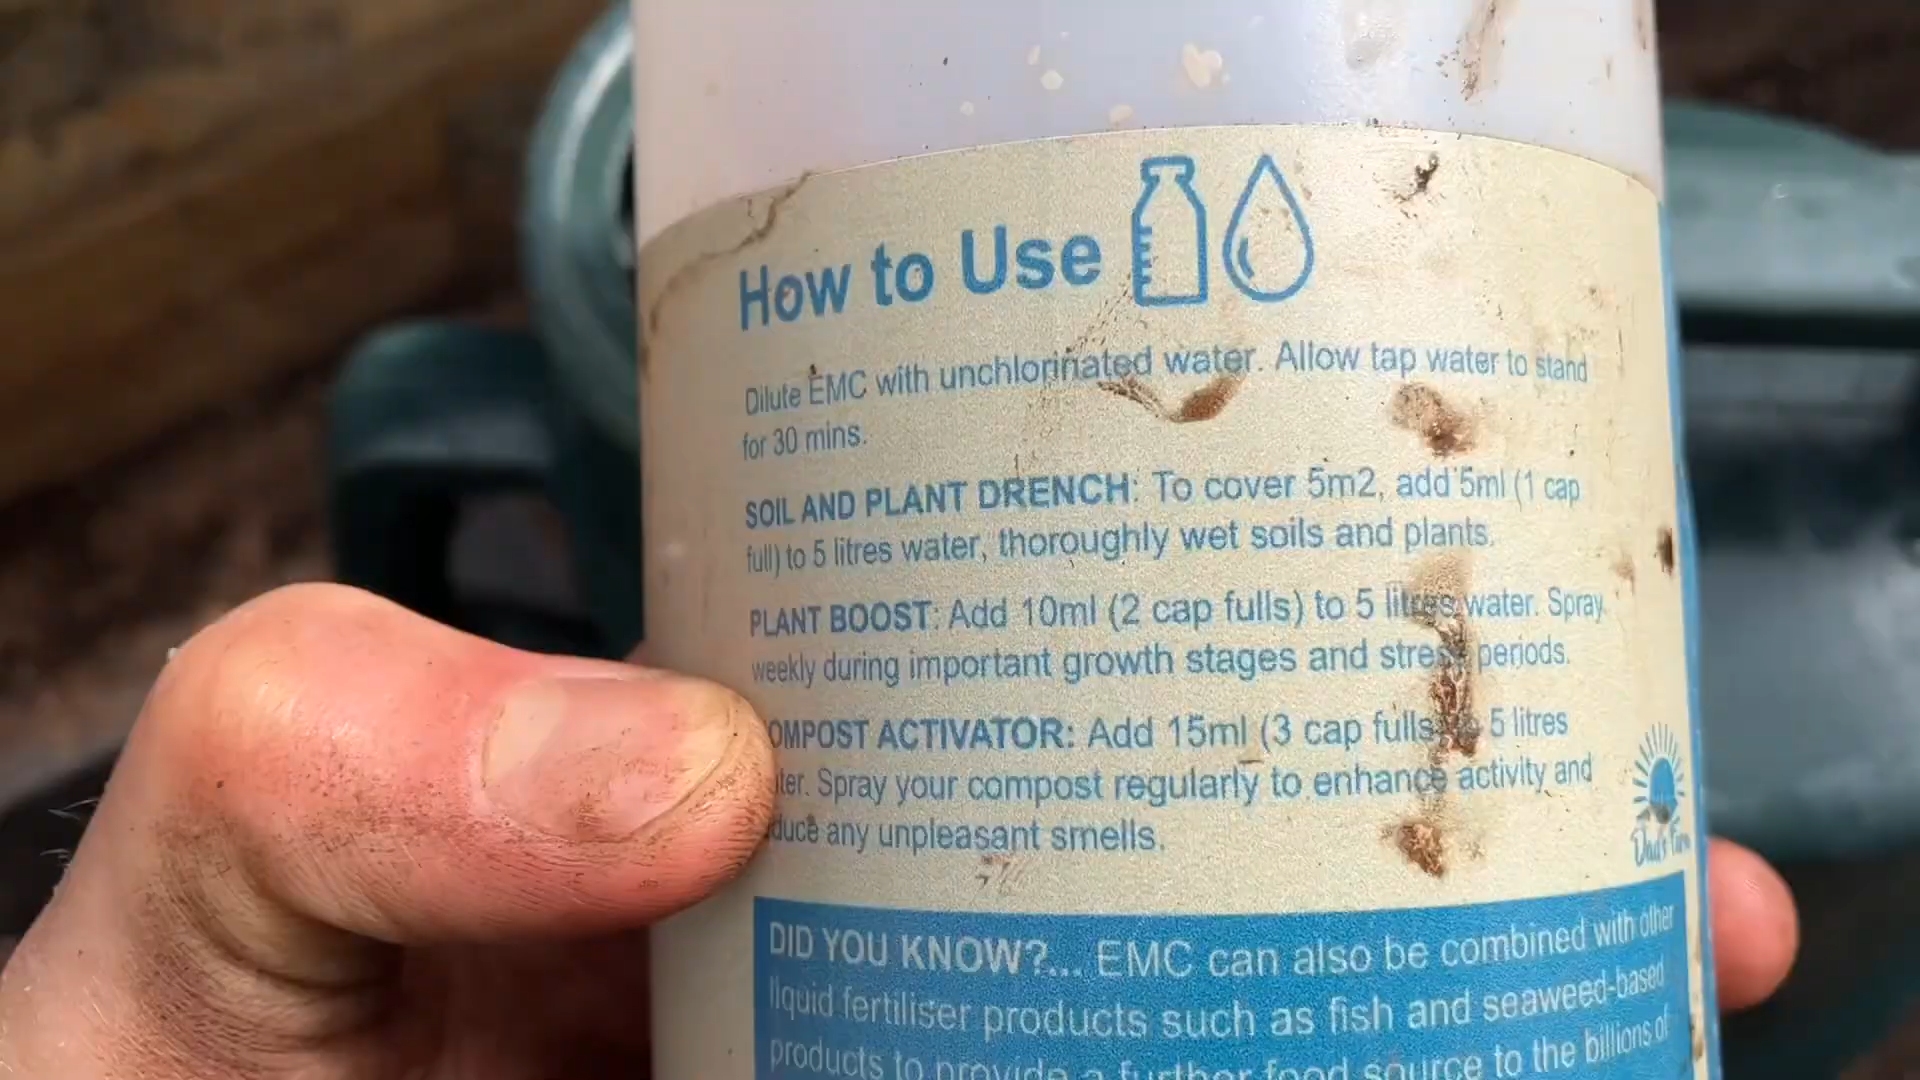 How to Use
Dilute EMC with unchlorinated water. Allow tap water to stand
for 30 mins.
SOIL AND PLANT DRENCH: To cover 5m2, add 5ml (1 cap
full) to 5 litres water, thoroughly wet soils and plants.
PLANT BOOST: Add 10ml (2 cap fulls) to 5 litres water. Spray
weekly during important growth stages and stress periods.
OMPOST ACTIVATOR: Add 15ml (3 cap fulls 5 litres
ter. Spray your compost regularly to enhance activity and
duce any unpleasant smells.
Dad's Farm
DID YOU KNOW?... EMC can also be combined with other
liquid fertiliser products such as fish and seaweed-based
products to provide a further food source to the billions of